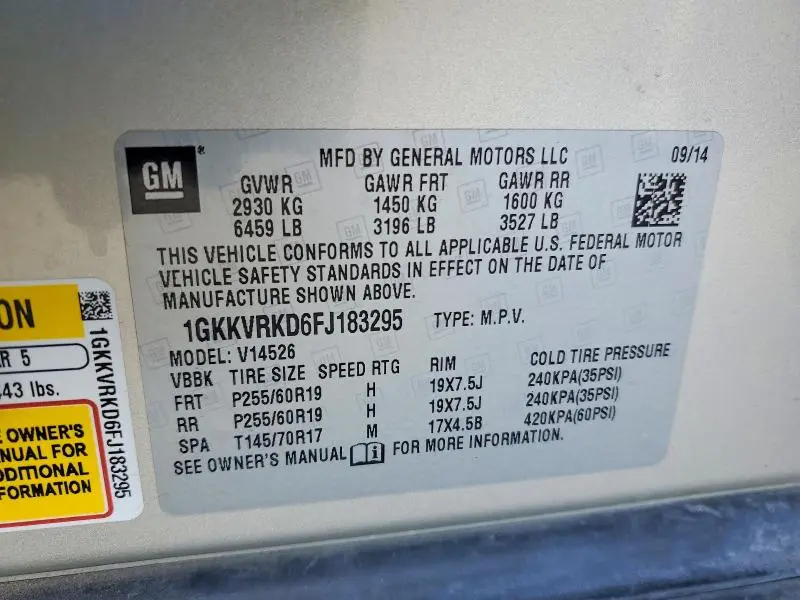 GM
MFD BY GENERAL MOTORS LLC 09/14
GVWR GAWR FRT GAWR RR
2930 KG 1450 KG 1600 KG
6459 LB 3196 LB 3527 LB
THIS VEHICLE CONFORMS TO ALL APPLICABLE U.S. FEDERAL MOTOR
VEHICLE SAFETY STANDARDS IN EFFECT ON THE DATE OF
MANUFACTURE SHOWN ABOVE.
1GKKVRKD6FJ183295 TYPE: M.P.V.
MODEL: V14526
VBBK TIRE SIZE SPEED RTG RIM COLD TIRE PRESSURE
FRT P255/60R19 H 19X7.5J 240KPA(35PSI)
RR P255/60R19 H 19X7.5J 240KPA(35PSI)
SPA T145/70R17 M 17X4.5B 420KPA(60PSI)
SEE OWNER'S MANUAL FOR MORE INFORMATION.
ON
R 5
43 lbs.
E OWNER'S
NUAL FOR
DDITIONAL
FORMATION
1GKKVRKD6FJ183295